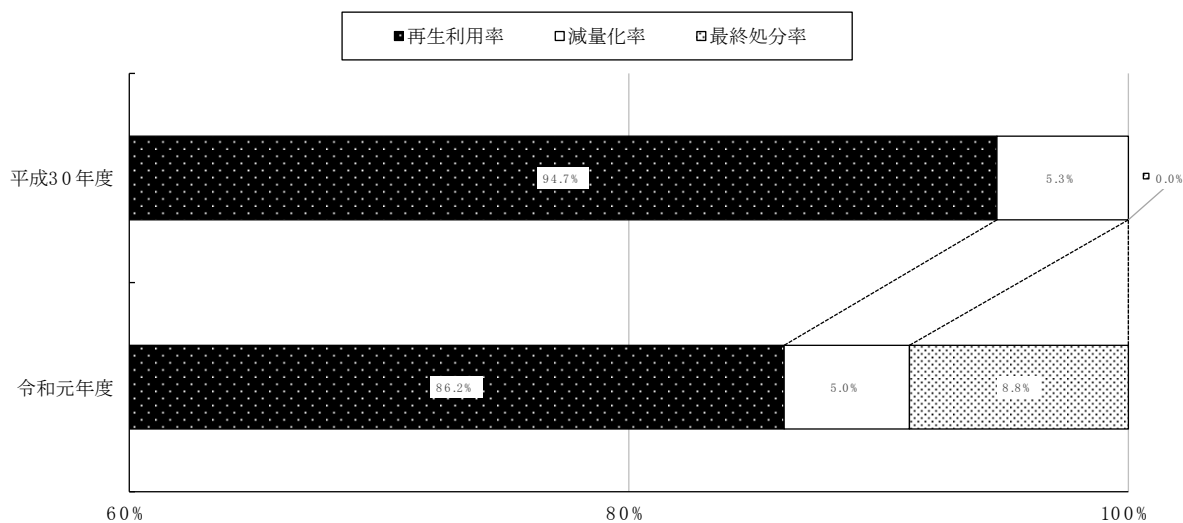 再生利用率 減量化率 最終処分率
平成30年度
94.7% 5.3% 0.0%
令和元年度
86.2% 5.0% 8.8%
60% 80% 100%